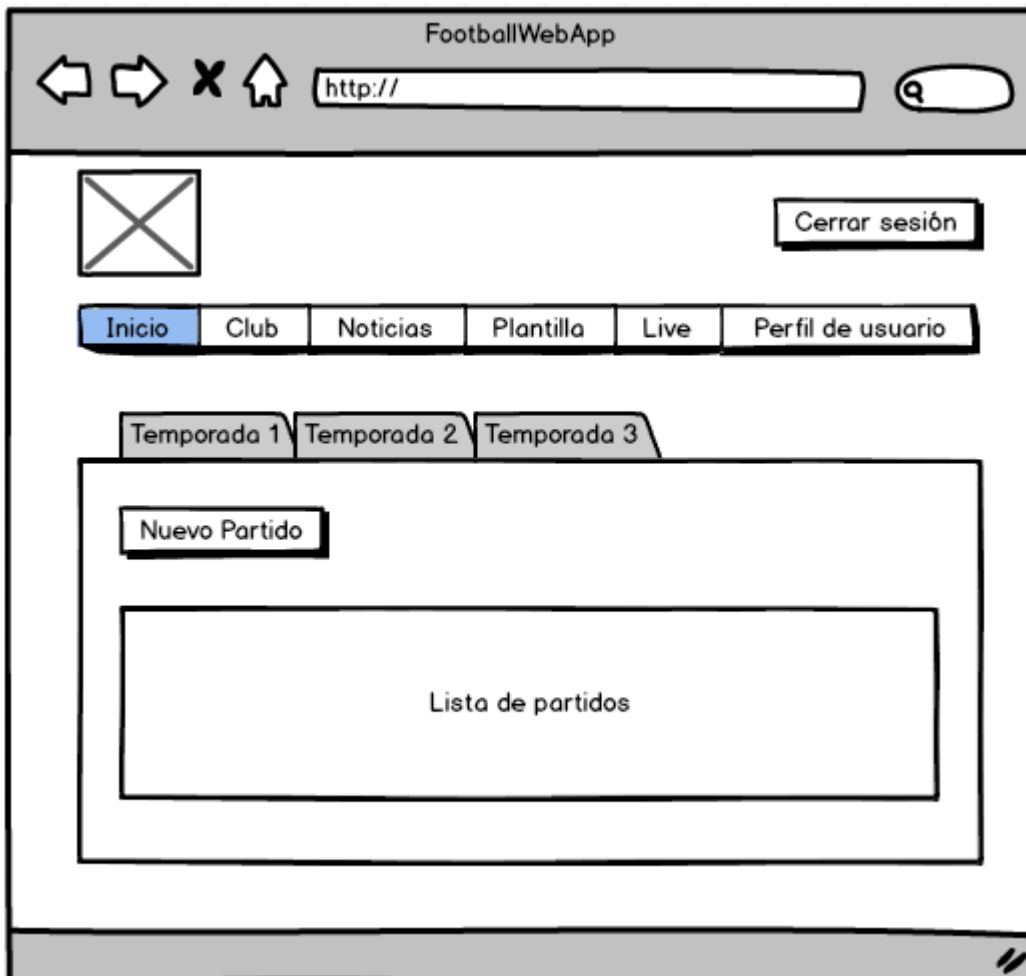 FootballWebApp
http://
Cerrar sesión
Inicio Club Noticias Plantilla Live Perfil de usuario
Temporada 1 Temporada 2 Temporada 3
Nuevo Partido
Lista de partidos